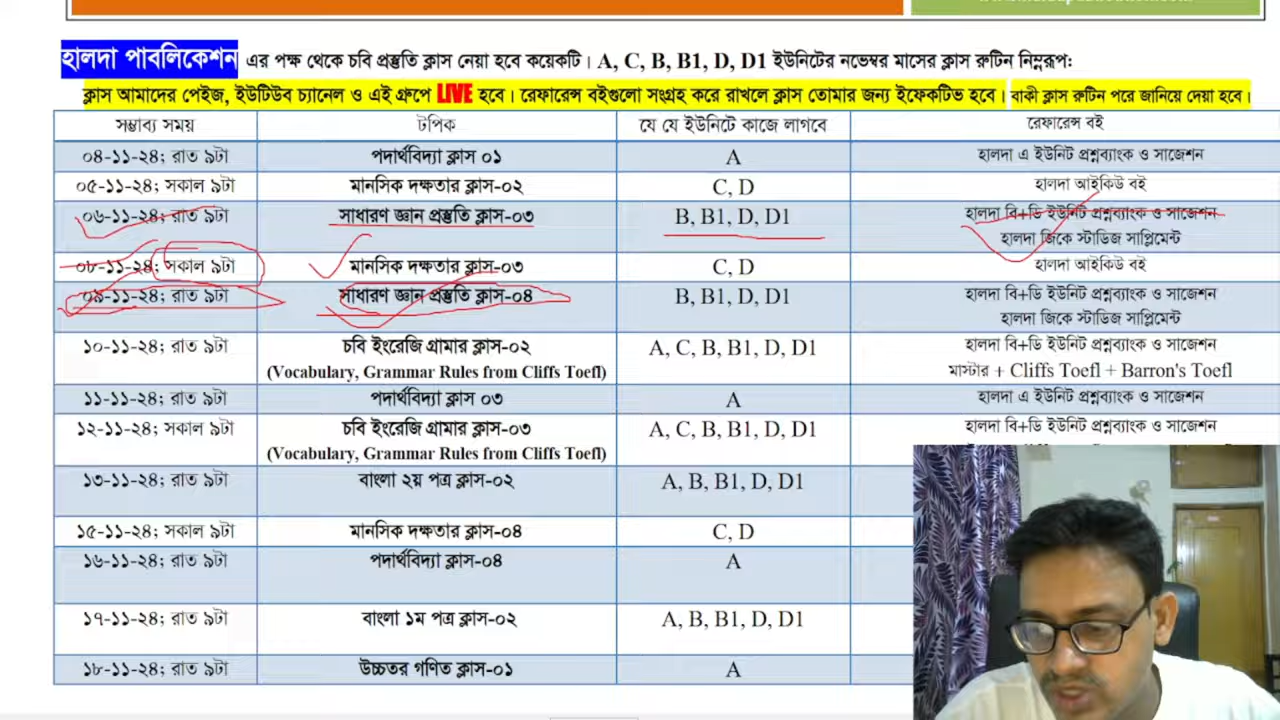 হালদা পাবলিকেশন এর পক্ষ থেকে চবি প্রস্তুতি ক্লাস নেয়া হবে কয়েকটি। A, C, B, B1, D, D1 ইউনিটের নভেম্বর মাসের ক্লাস রুটিন নিম্নরূপঃ
ক্লাস আমাদের পেইজ, ইউটিউব চ্যানেল ও এই গ্রুপে LIVE হবে। রেফারেন্স বইগুলো সংগ্রহ করে রাখলে ক্লাস তোমার জন্য ইফেকটিভ হবে। বাকী ক্লাস রুটিন পরে জানিয়ে দেয়া হবে।
সম্ভাব্য সময় টপিক যে যে ইউনিটে কাজে লাগবে রেফারেন্স বই
০৪-১১-২৪; রাত ৯টা পদার্থবিদ্যা ক্লাস ০১ A হালদা এ ইউনিট প্রশ্নব্যাংক ও সাজেশন
০৫-১১-২৪; সকাল ৯টা মানসিক দক্ষতার ক্লাস-০২ C, D হালদা আইকিউ বই
০৬-১১-২৪; রাত ৯টা সাধারণ জ্ঞান প্রস্তুতি ক্লাস-০৩ B, B1, D, D1 হালদা বি+ডি ইউনিট প্রশ্নব্যাংক ও সাজেশন
হালদা জিকে স্টাডিজ সাপ্লিমেন্ট
০৮-১১-২৪; সকাল ৯টা মানসিক দক্ষতার ক্লাস-০৩ C, D হালদা আইকিউ বই
০৯-১১-২৪; রাত ৯টা সাধারণ জ্ঞান প্রস্তুতি ক্লাস-০৪ B, B1, D, D1 হালদা বি+ডি ইউনিট প্রশ্নব্যাংক ও সাজেশন
হালদা জিকে স্টাডিজ সাপ্লিমেন্ট
১০-১১-২৪; রাত ৯টা চবি ইংরেজি গ্রামার ক্লাস-০২ A, C, B, B1, D, D1 হালদা বি+ডি ইউনিট প্রশ্নব্যাংক ও সাজেশন
(Vocabulary, Grammar Rules from Cliffs Toefl) মাস্টার + Cliffs Toefl + Barron's Toefl
১১-১১-২৪; রাত ৯টা পদার্থবিদ্যা ক্লাস ০৩ A হালদা এ ইউনিট প্রশ্নব্যাংক ও সাজেশন
১২-১১-২৪; সকাল ৯টা চবি ইংরেজি গ্রামার ক্লাস-০৩ A, C, B, B1, D, D1 হালদা বি+ডি ইউনিট প্রশ্নব্যাংক ও সাজেশন
(Vocabulary, Grammar Rules from Cliffs Toefl)
১৩-১১-২৪; রাত ৯টা বাংলা ২য় পত্র ক্লাস-০২ A, B, B1, D, D1
১৫-১১-২৪; সকাল ৯টা মানসিক দক্ষতার ক্লাস-০৪ C, D
১৬-১১-২৪; রাত ৯টা পদার্থবিদ্যা ক্লাস-০৪ A
১৭-১১-২৪; রাত ৯টা বাংলা ১ম পত্র ক্লাস-০২ A, B, B1, D, D1
১৮-১১-২৪; রাত ৯টা উচ্চতর গণিত ক্লাস-০১ A